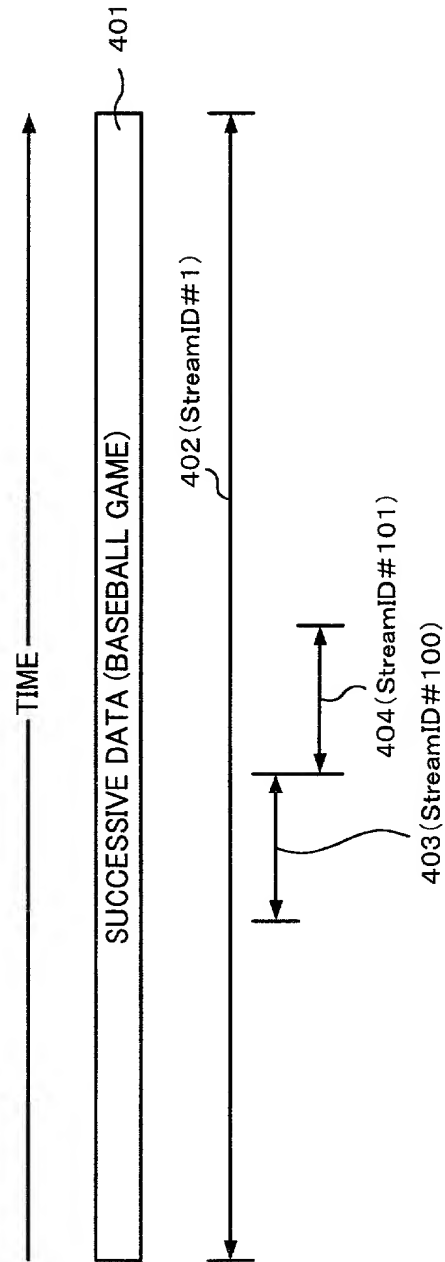 TIME
SUCCESSIVE DATA (BASEBALL GAME)
401
402 (StreamID#1)
404 (StreamID#101)
403 (StreamID#100)